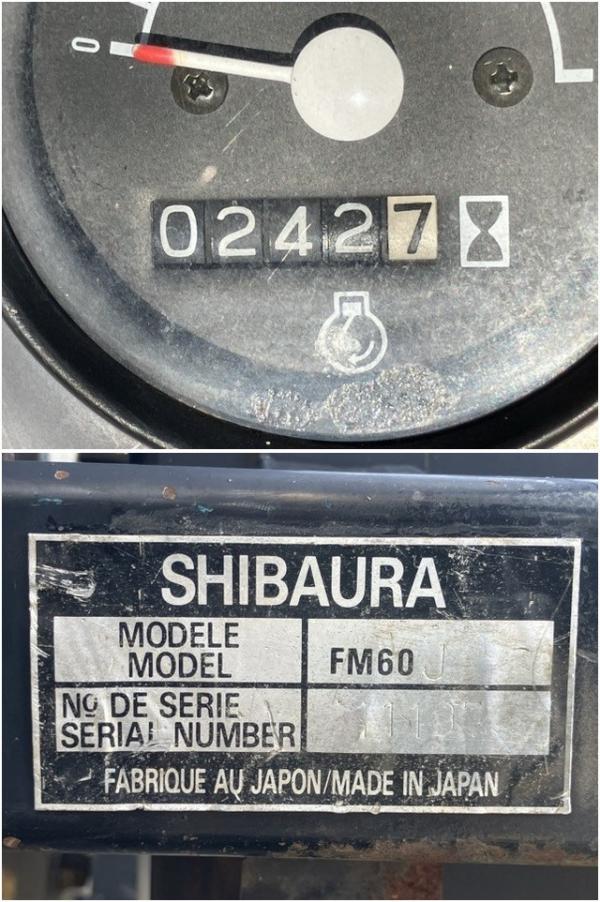 0
02427
SHIBAURA
MODELE
MODEL
FM60 J
Nº DE SERIE
SERIAL NUMBER
FABRIQUE AU JAPON/MADE IN JAPAN